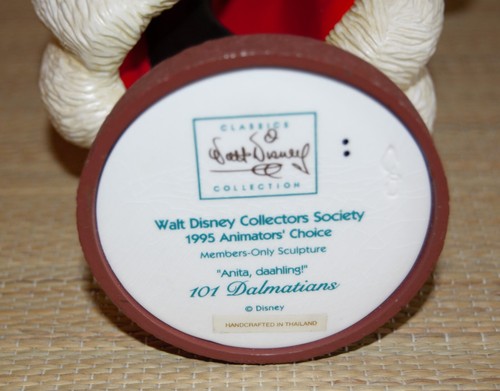 CLASSICS
Walt Disney
COLLECTION
Walt Disney Collectors Society
1995 Animators' Choice
Members-Only Sculpture
"Anita, daahling!"
101 Dalmatians
© Disney
HANDCRAFTED IN THAILAND